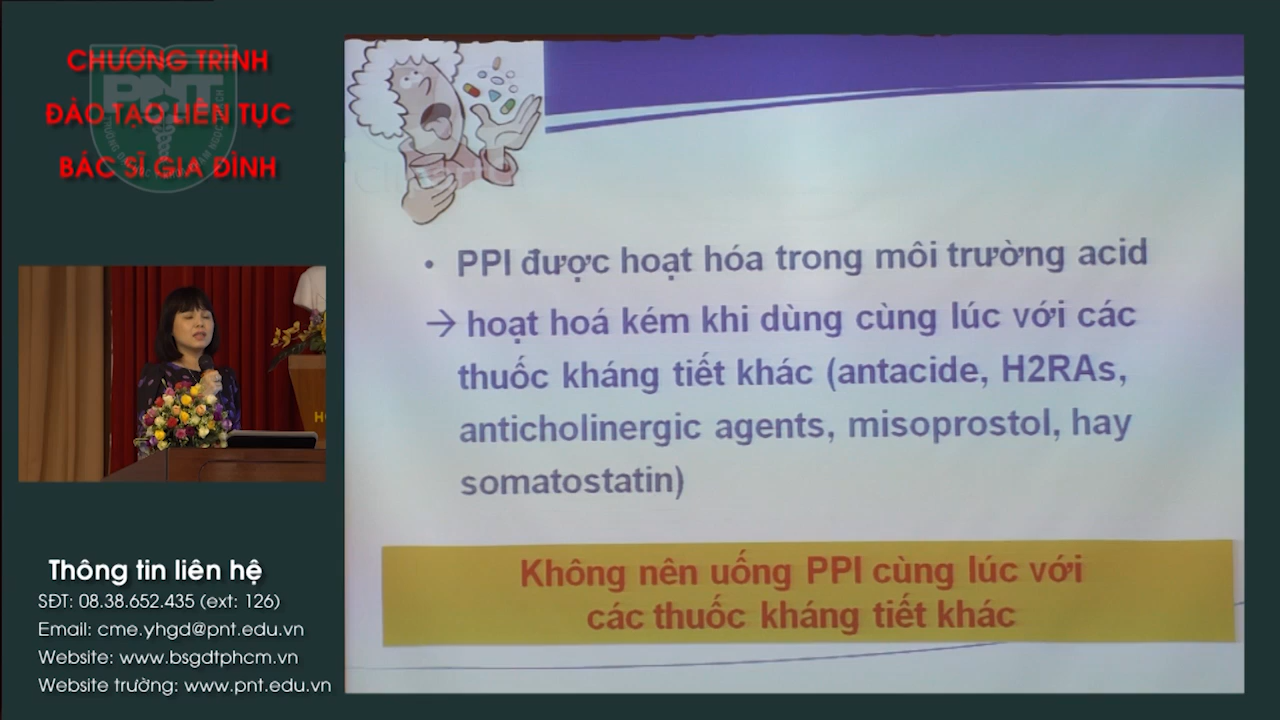 CHƯƠNG TRÌNH
ĐÀO TẠO LIÊN TỤC
BÁC SĨ GIA ĐÌNH
PNT
Thông tin liên hệ
SĐT: 08.38.652.435 (ext: 126)
Email: cme.yhgd@pnt.edu.vn
Website: www.bsgdtphcm.vn
Website trường: www.pnt.edu.vn
• PPI được hoạt hóa trong môi trường acid
→ hoạt hoá kém khi dùng cùng lúc với các
thuốc kháng tiết khác (antacide, H2RAs,
anticholinergic agents, misoprostol, hay
somatostatin)
Không nên uống PPI cùng lúc với
các thuốc kháng tiết khác